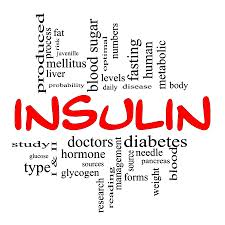 produced
process
fat
risk
juvenile
mellitus
liver
probability
blood sugar
optimal
numbers
levels
daily
disease
fasting
human
metabolic
body
INSULIN
study
glucose
type
I & II
doctors
hormone
sources
glycogen
research
reading
management
diabetes
source
needle
pancreas
forms
weight
blood